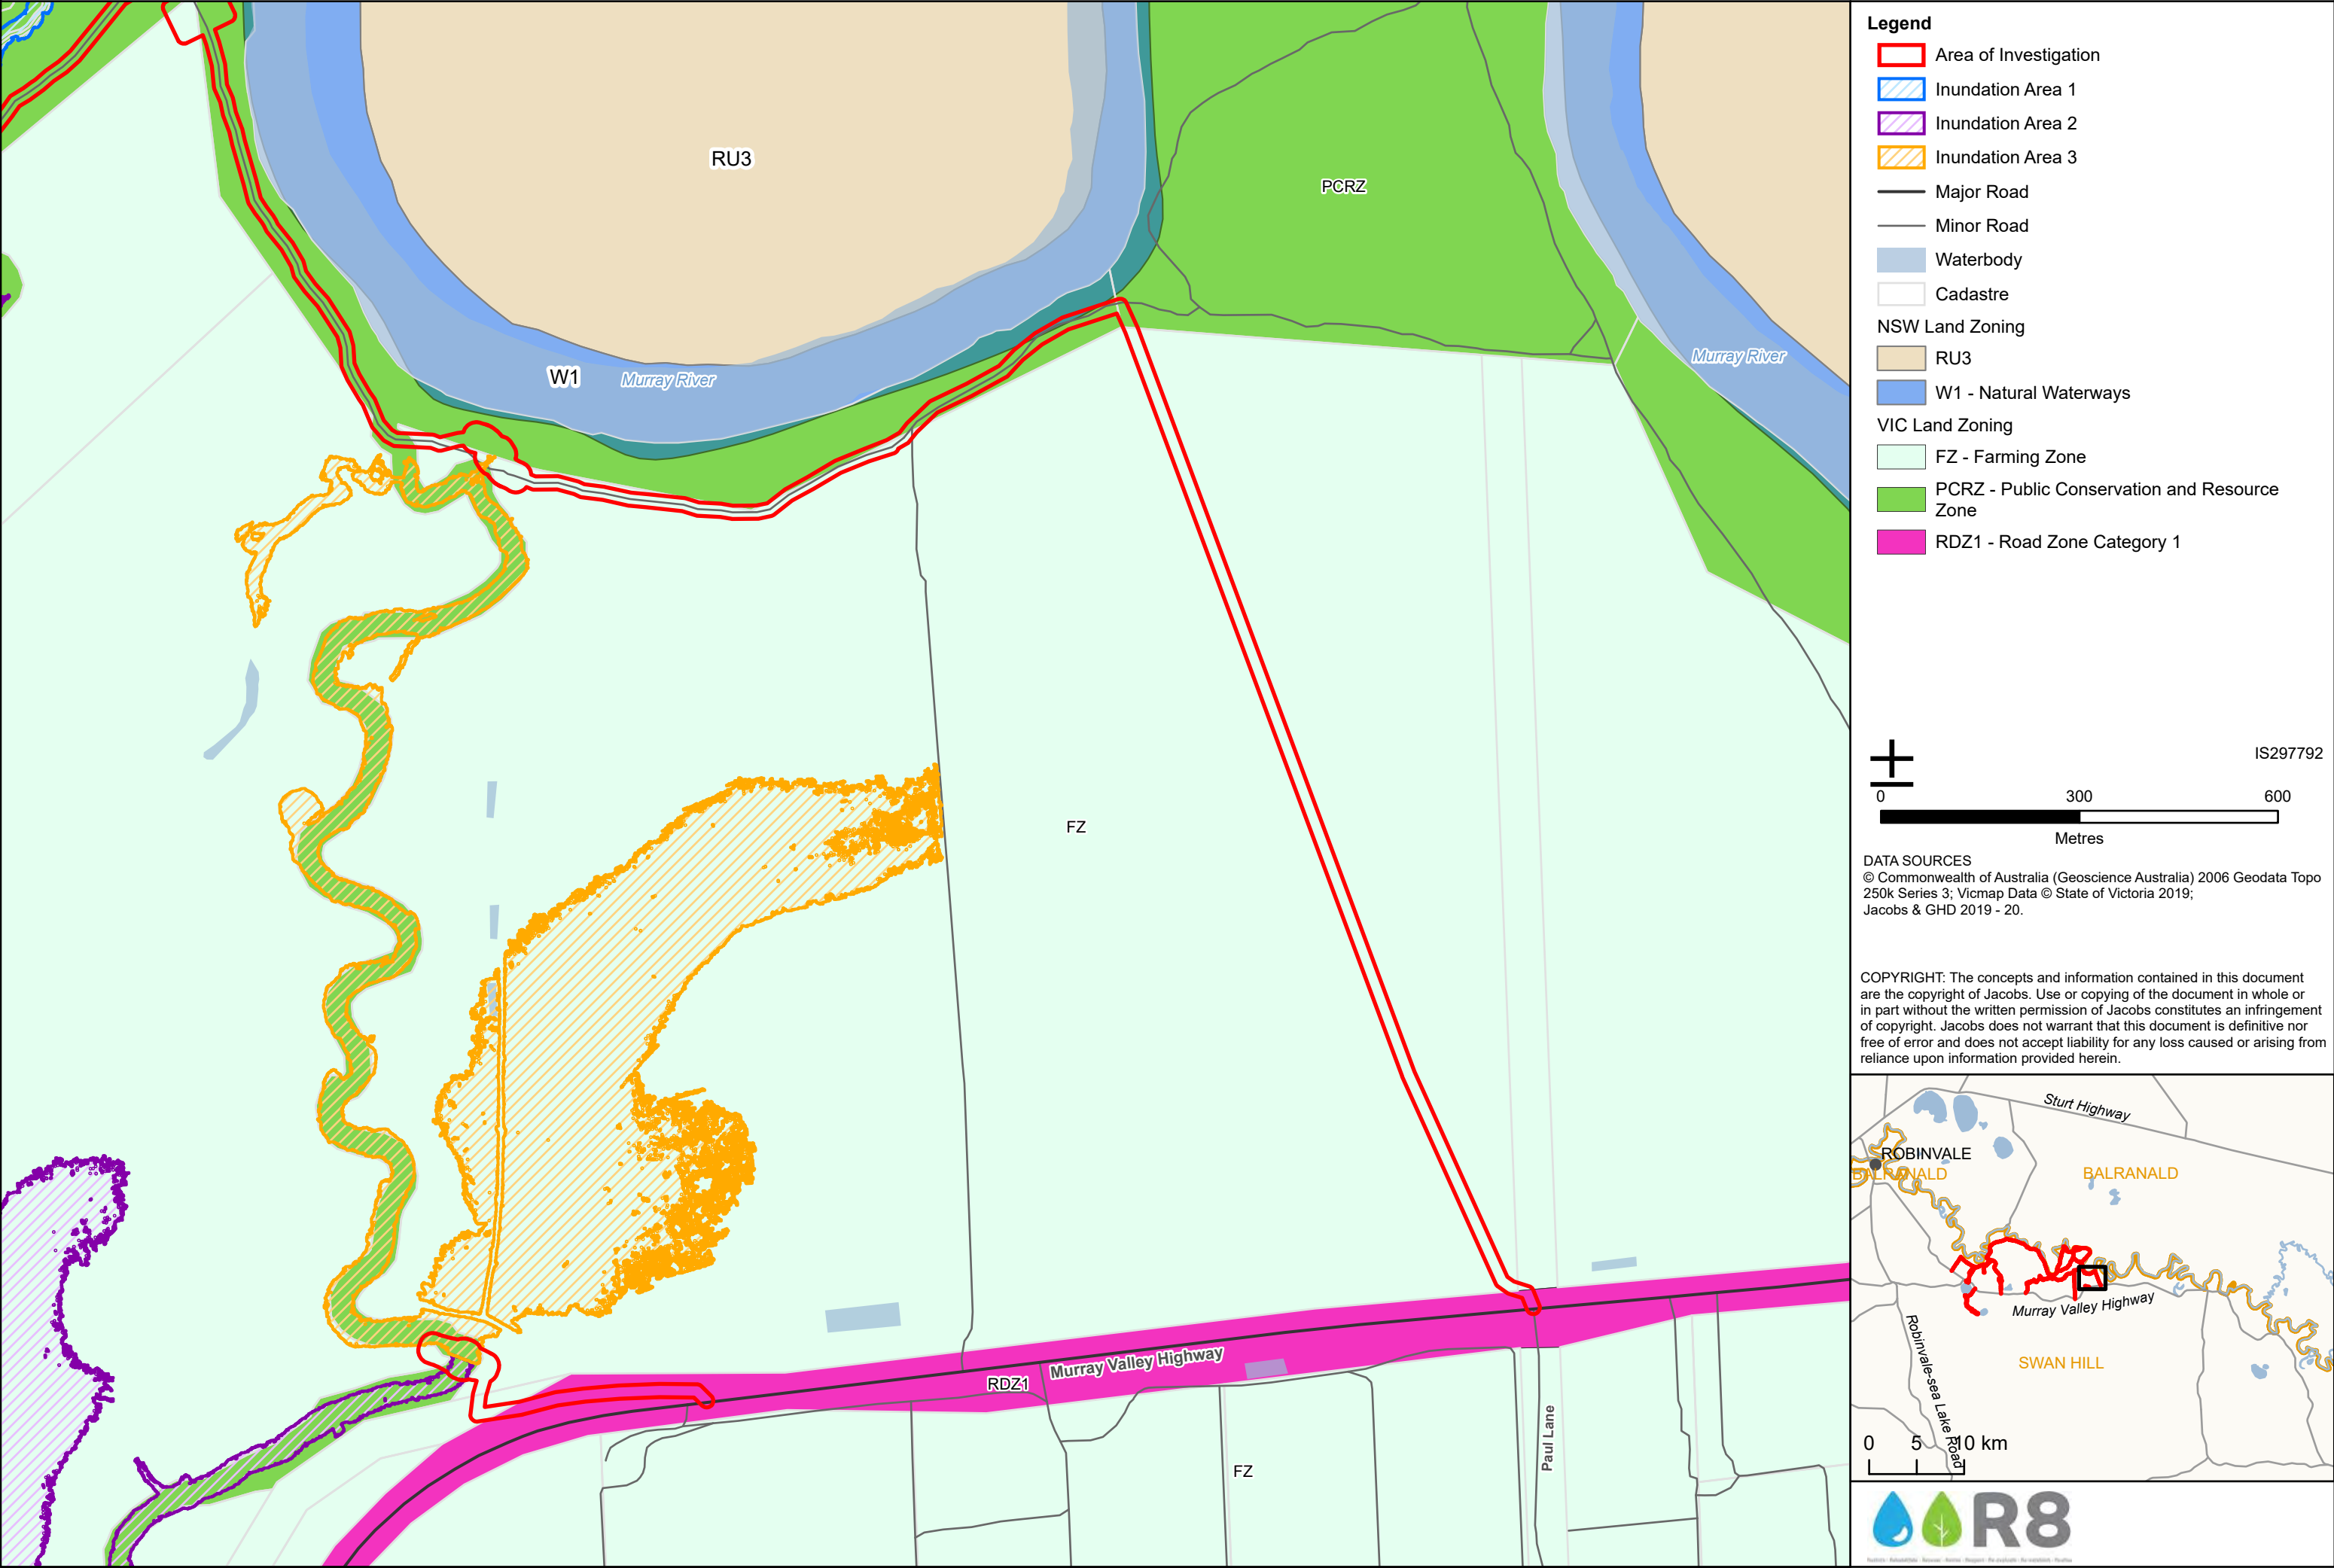 RU3
PCRZ
W1
Murray River
Murray River
FZ
Murray Valley Highway
RDZ1
Paul Lane
FZ
Legend
Area of Investigation
Inundation Area 1
Inundation Area 2
Inundation Area 3
Major Road
Minor Road
Waterbody
Cadastre
NSW Land Zoning
RU3
W1 - Natural Waterways
VIC Land Zoning
FZ - Farming Zone
PCRZ - Public Conservation and Resource
Zone
RDZ1 - Road Zone Category 1
IS297792
0 300 600
Metres
DATA SOURCES
© Commonwealth of Australia (Geoscience Australia) 2006 Geodata Topo
250k Series 3; Vicmap Data © State of Victoria 2019;
Jacobs & GHD 2019 - 20.
COPYRIGHT: The concepts and information contained in this document
are the copyright of Jacobs. Use or copying of the document in whole or
in part without the written permission of Jacobs constitutes an infringement
of copyright. Jacobs does not warrant that this document is definitive nor
free of error and does not accept liability for any loss caused or arising from
reliance upon information provided herein.
Sturt Highway
ROBINVALE
BALRANALD
BALRANALD
Murray Valley Highway
Robinvale-sea Lake Road
SWAN HILL
0 5 10 km
R8